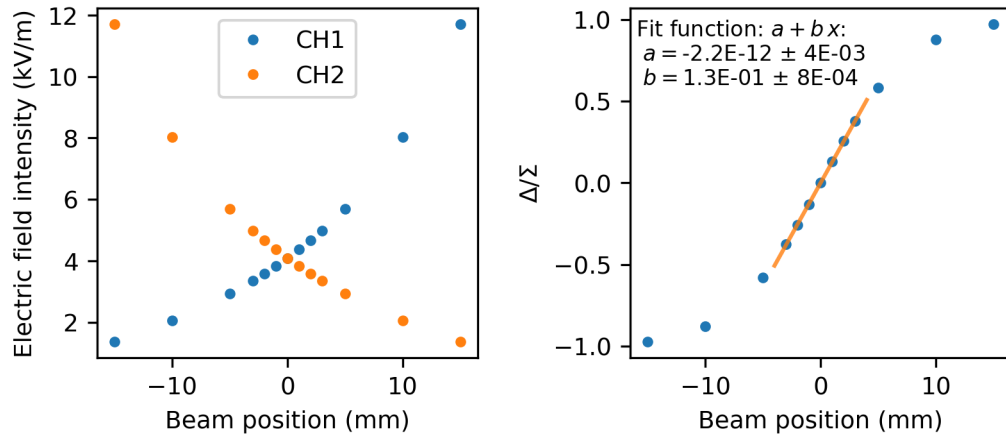 12
10
8
6
4
2
Electric field intensity (kV/m)
CH1
CH2
−10
0
10
Beam position (mm)
1.0
0.5
0.0
−0.5
−1.0
Δ/Σ
Fit function: a + b x:
a = -2.2E-12 ± 4E-03
b = 1.3E-01 ± 8E-04
−10
0
10
Beam position (mm)